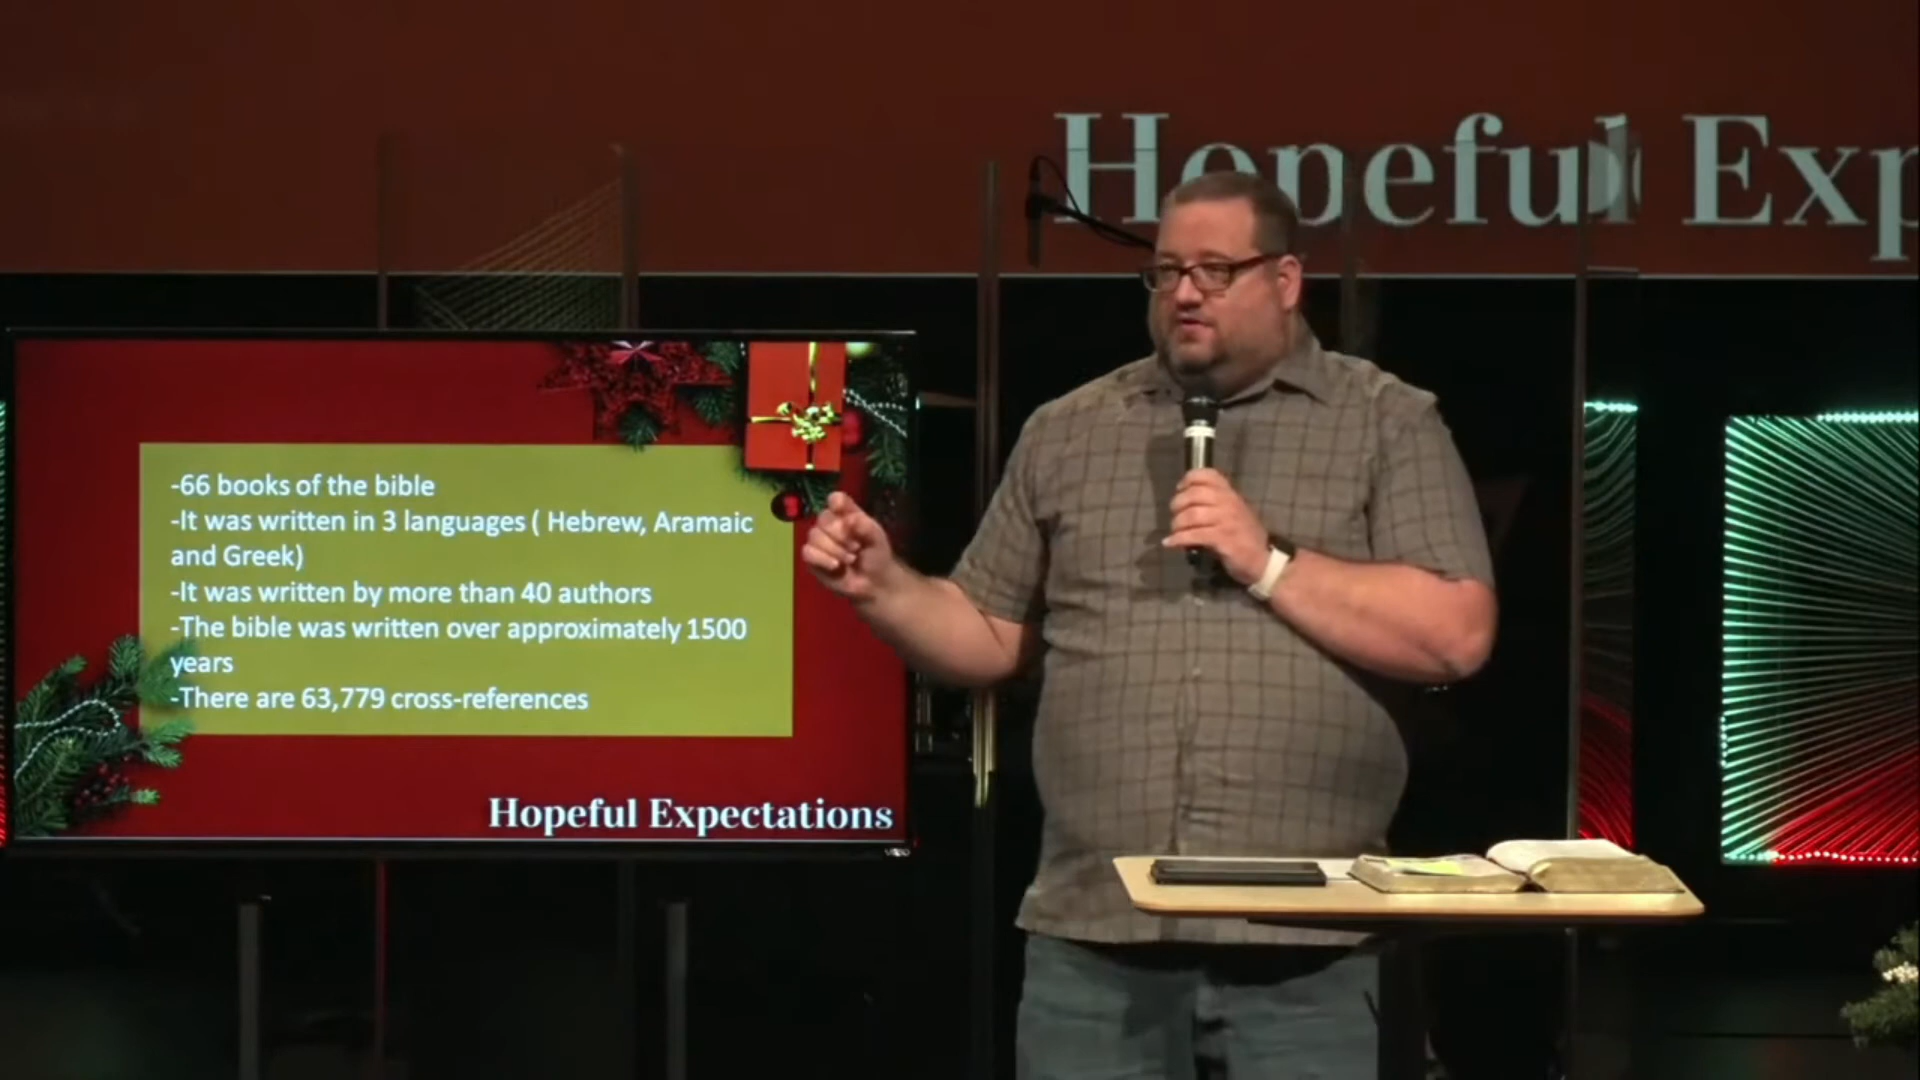 Hopeful Exp
-66 books of the bible
-It was written in 3 languages ( Hebrew, Aramaic
and Greek)
-It was written by more than 40 authors
-The bible was written over approximately 1500
years
-There are 63,779 cross-references
Hopeful Expectations
VIZIO